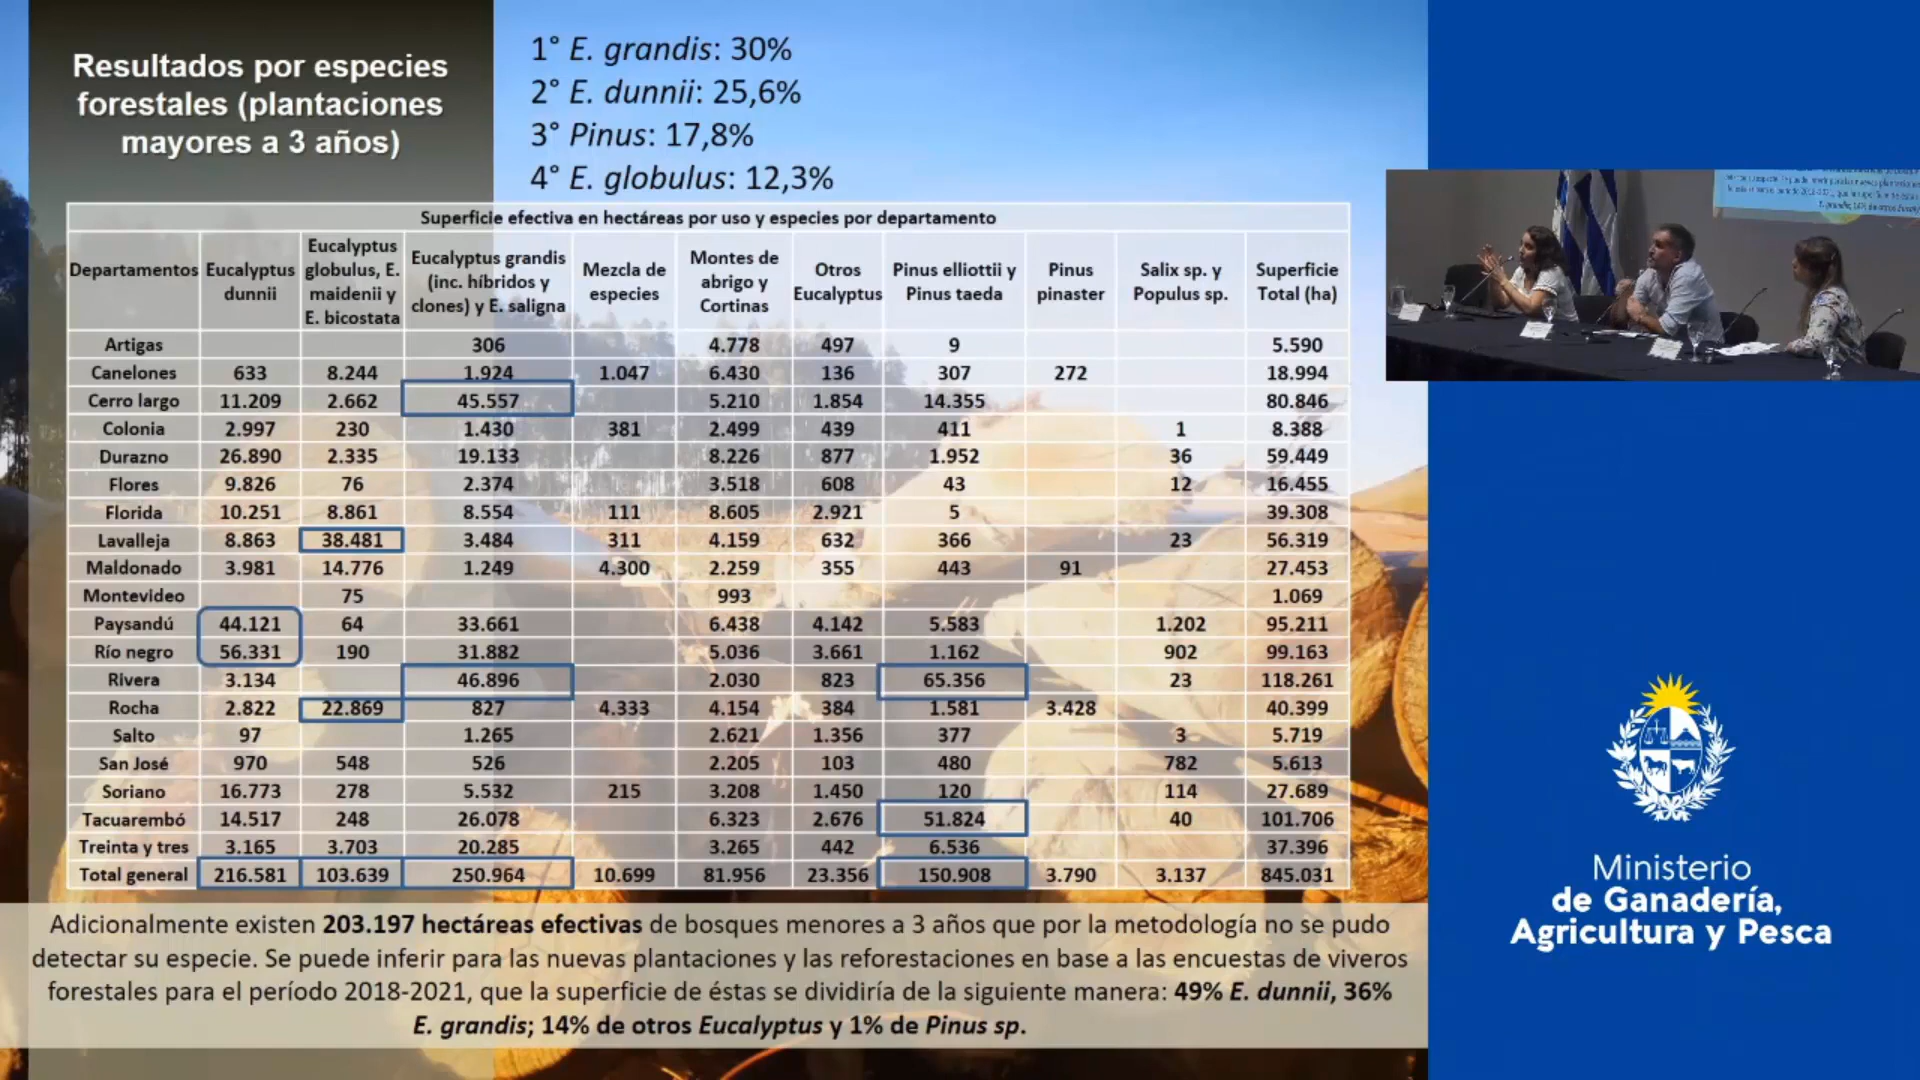 Resultados por especies
forestales (plantaciones
mayores a 3 años)
1° E. grandis: 30%
2° E. dunnii: 25,6%
3° Pinus: 17,8%
4° E. globulus: 12,3%
Superficie efectiva en hectáreas por uso y especies por departamento
Departamentos | Eucalyptus dunnii | Eucalyptus globulus, E. maidenii y E. bicostata | Eucalyptus grandis (inc. híbridos y clones) y E. saligna | Mezcla de especies | Montes de abrigo y Cortinas | Otros Eucalyptus | Pinus elliottii y Pinus taeda | Pinus pinaster | Salix sp. y Populus sp. | Superficie Total (ha)
Artigas 306 4.778 497 9 5.590
Canelones 633 8.244 1.924 1.047 6.430 136 307 272 18.994
Cerro largo 11.209 2.662 45.557 5.210 1.854 14.355 80.846
Colonia 2.997 230 1.430 381 2.499 439 411 1 8.388
Durazno 26.890 2.335 19.133 8.226 877 1.952 36 59.449
Flores 9.826 76 2.374 3.518 608 43 12 16.455
Florida 10.251 8.861 8.554 111 8.605 2.921 5 39.308
Lavalleja 8.863 38.481 3.484 311 4.159 632 366 23 56.319
Maldonado 3.981 14.776 1.249 4.300 2.259 355 443 91 27.453
Montevideo 75 993 1.069
Paysandú 44.121 64 33.661 6.438 4.142 5.583 1.202 95.211
Río negro 56.331 190 31.882 5.036 3.661 1.162 902 99.163
Rivera 3.134 46.896 2.030 823 65.356 23 118.261
Rocha 2.822 22.869 827 4.333 4.154 384 1.581 3.428 40.399
Salto 97 1.265 2.621 1.356 377 3 5.719
San José 970 548 526 2.205 103 480 782 5.613
Soriano 16.773 278 5.532 215 3.208 1.450 120 114 27.689
Tacuarembó 14.517 248 26.078 6.323 2.676 51.824 40 101.706
Treinta y tres 3.165 3.703 20.285 3.265 442 6.536 37.396
Total general 216.581 103.639 250.964 10.699 81.956 23.356 150.908 3.790 3.137 845.031
Adicionalmente existen 203.197 hectáreas efectivas de bosques menores a 3 años que por la metodología no se pudo
detectar su especie. Se puede inferir para las nuevas plantaciones y las reforestaciones en base a las encuestas de viveros
forestales para el período 2018-2021, que la superficie de éstas se dividiría de la siguiente manera: 49% E. dunnii, 36%
E. grandis; 14% de otros Eucalyptus y 1% de Pinus sp.
Ministerio
de Ganadería,
Agricultura y Pesca